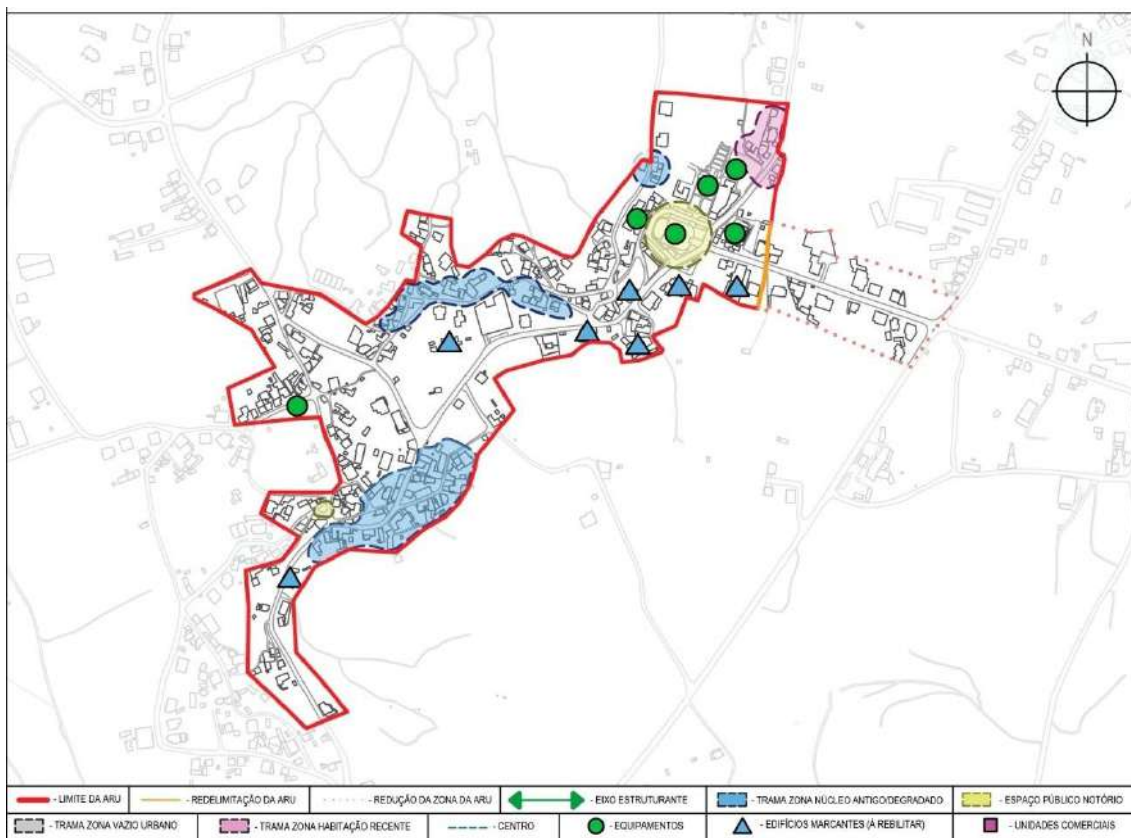 N
- LIMITE DA ARU - REDELIMITAÇÃO DA ARU - REDUÇÃO DA ZONA DA ARU - EIXO ESTRUTURANTE - TRAMA ZONA NÚCLEO ANTIGO/DEGRADADO - ESPAÇO PÚBLICO NOTÓRIO
- TRAMA ZONA VAZIO URBANO - TRAMA ZONA HABITAÇÃO RECENTE - CENTRO - EQUIPAMENTOS - EDIFÍCIOS MARCANTES (À REBILITAR) - UNIDADES COMERCIAIS